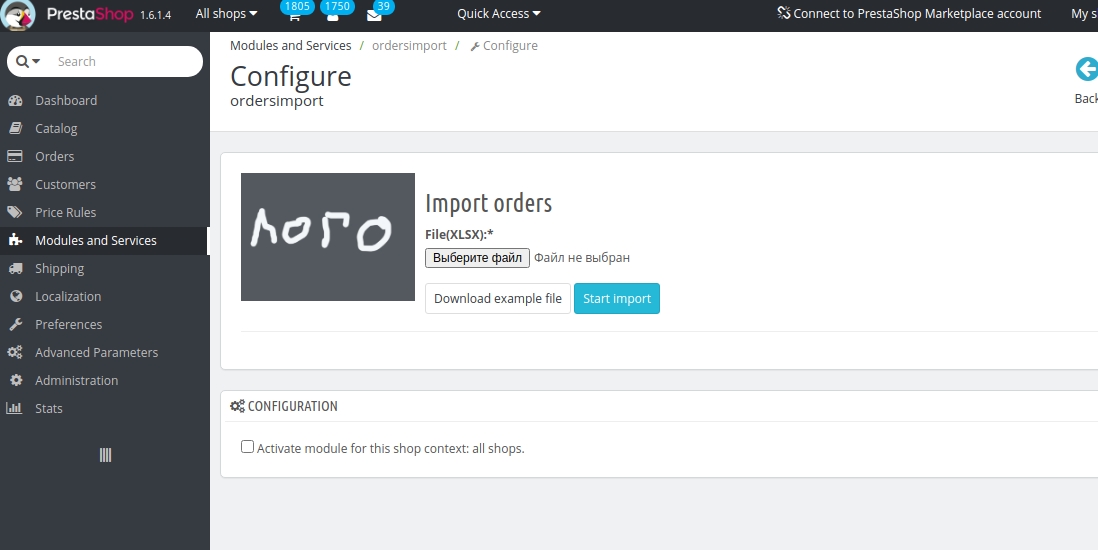 PrestaShop 1.6.1.4 All shops 1805 1750 39 Quick Access Connect to PrestaShop Marketplace account My s
Search
Dashboard
Catalog
Orders
Customers
Price Rules
Modules and Services
Shipping
Localization
Preferences
Advanced Parameters
Administration
Stats
Modules and Services / ordersimport / Configure
Configure
ordersimport
Back
лого
Import orders
File(XLSX):*
Выберите файл Файл не выбран
Download example file Start import
CONFIGURATION
Activate module for this shop context: all shops.